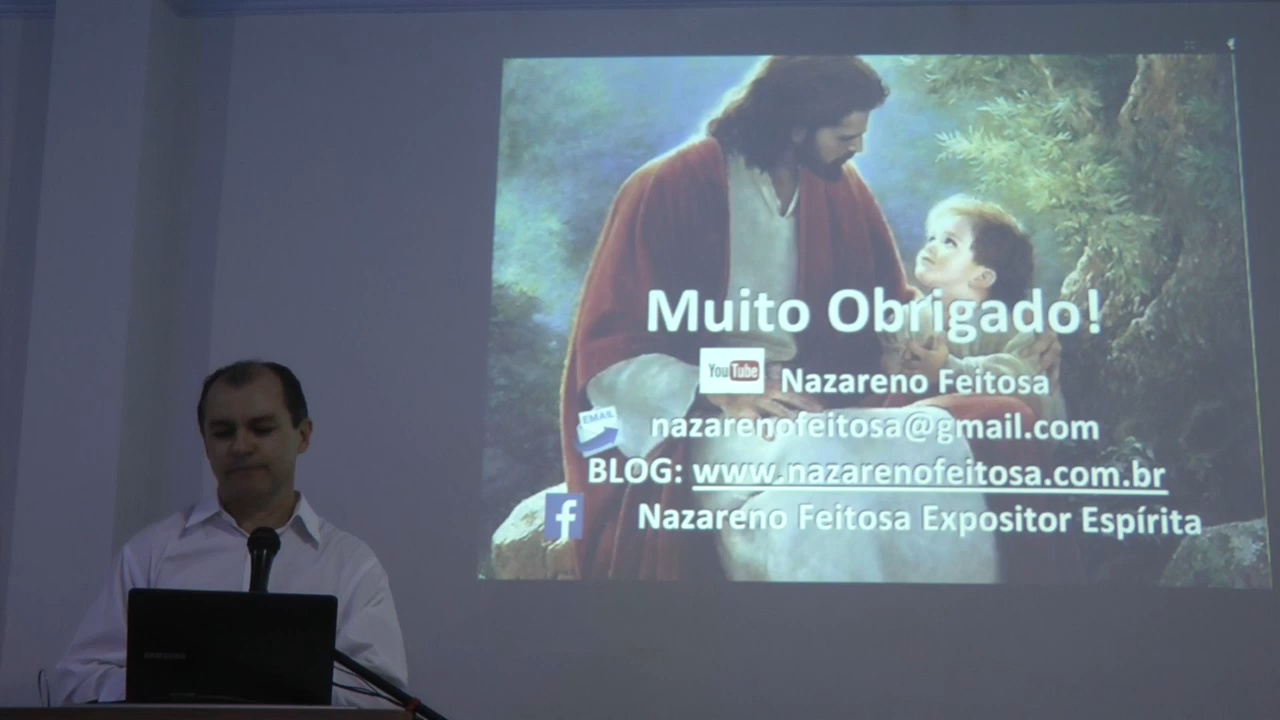 Muito Obrigado!
YouTube Nazareno Feitosa
EMAIL nazarenofeitosa@gmail.com
BLOG: www.nazarenofeitosa.com.br
f Nazareno Feitosa Expositor Espírita
SAMSUNG